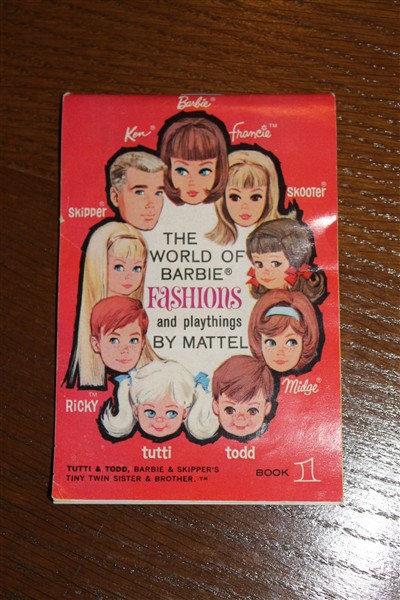 Barbie®
Ken®
Francie™
Skipper®
SKOOTER™
THE
WORLD OF
BARBIE®
FASHIONS
and playthings
BY MATTEL
RICKY™
Midge®
tutti
todd
TUTTI & TODD, BARBIE & SKIPPER'S
TINY TWIN SISTER & BROTHER.™
BOOK 1